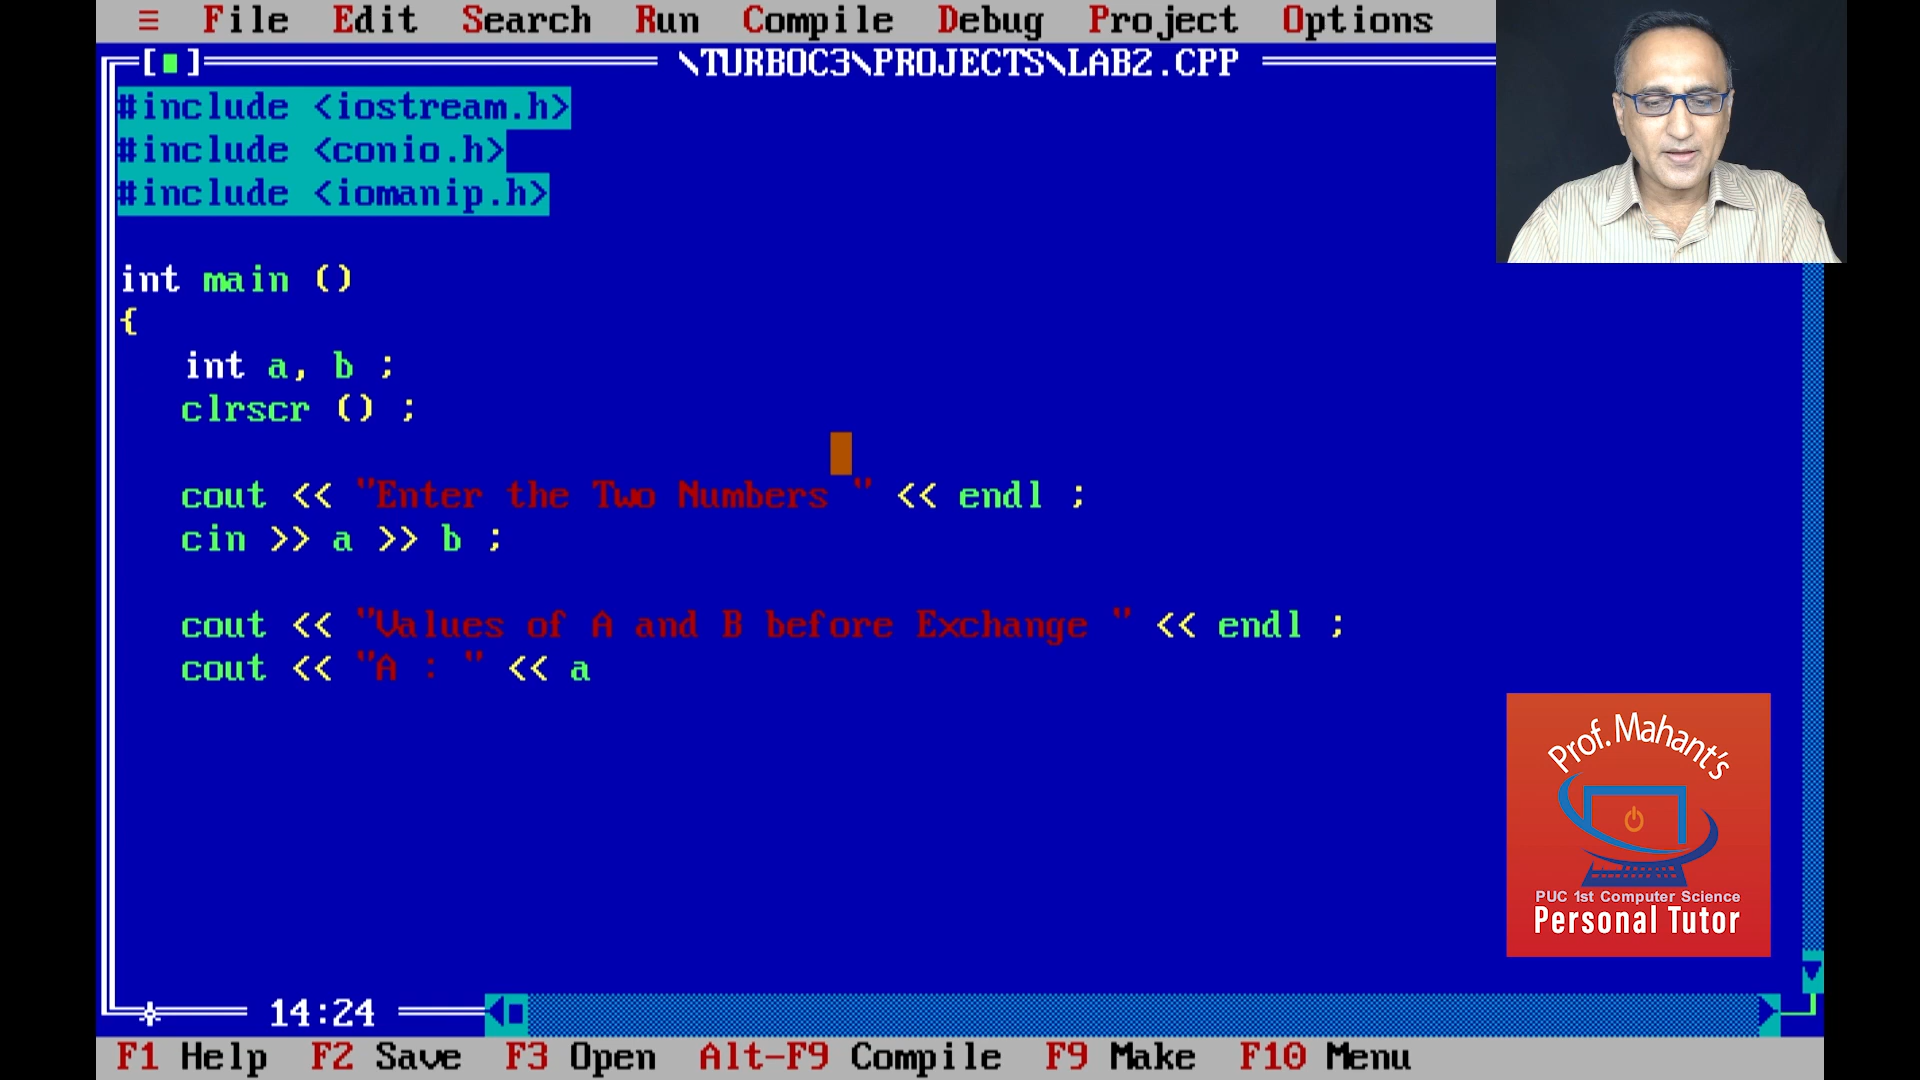 ≡ File Edit Search Run Compile Debug Project Options
[■] \TURBOC3\PROJECTS\LAB2.CPP
#include <iostream.h>
#include <conio.h>
#include <iomanip.h>
int main ()
{
int a, b ;
clrscr () ;
cout << "Enter the Two Numbers " << endl ;
cin >> a >> b ;
cout << "Values of A and B before Exchange " << endl ;
cout << "A : " << a
Prof. Mahant's
PUC 1st Computer Science
Personal Tutor
14:24
F1 Help F2 Save F3 Open Alt-F9 Compile F9 Make F10 Menu